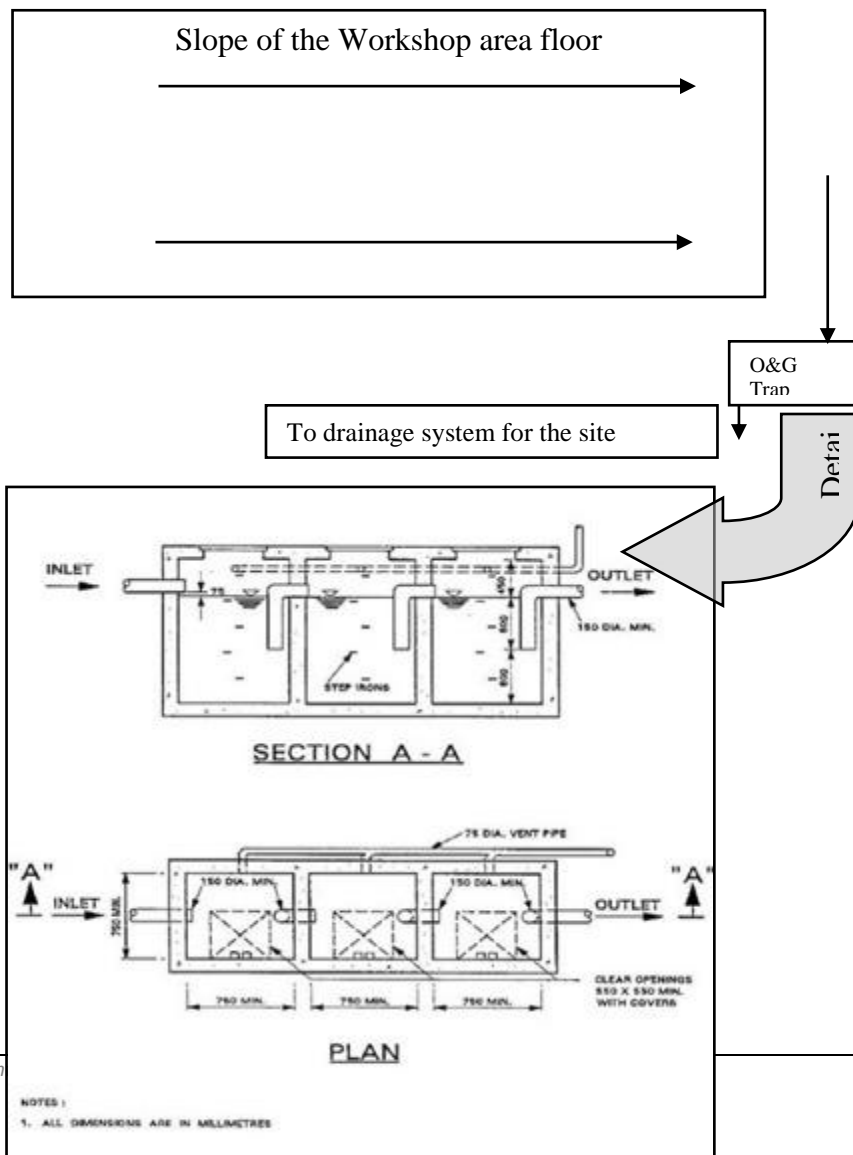 Slope of the Workshop area floor
O&G
Trap
To drainage system for the site
Detai
INLET
75
450
OUTLET
150 DIA. MIN.
600
600
STEP IRONS
SECTION A - A
75 DIA. VENT PIPE
"A"
"A"
INLET
150 DIA. MIN.
150 DIA. MIN.
OUTLET
750 MIN.
CLEAR OPENINGS
550 X 550 MIN.
WITH COVERS
750 MIN.
750 MIN.
750 MIN.
PLAN
NOTES :
1. ALL DIMENSIONS ARE IN MILLIMETRES